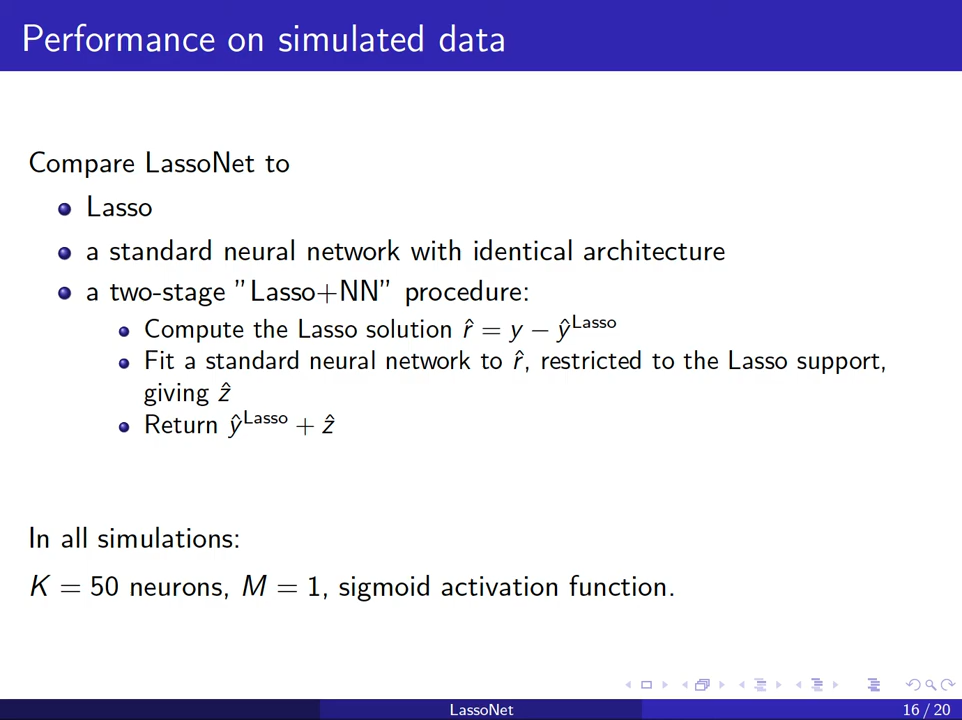 Performance on simulated data
Compare LassoNet to
Lasso
a standard neural network with identical architecture
a two-stage ”Lasso+NN” procedure:
Compute the Lasso solution r̂ = y − ŷ^Lasso
Fit a standard neural network to r̂, restricted to the Lasso support,
giving ẑ
Return ŷ^Lasso + ẑ
In all simulations:
K = 50 neurons, M = 1, sigmoid activation function.
LassoNet
16 / 20